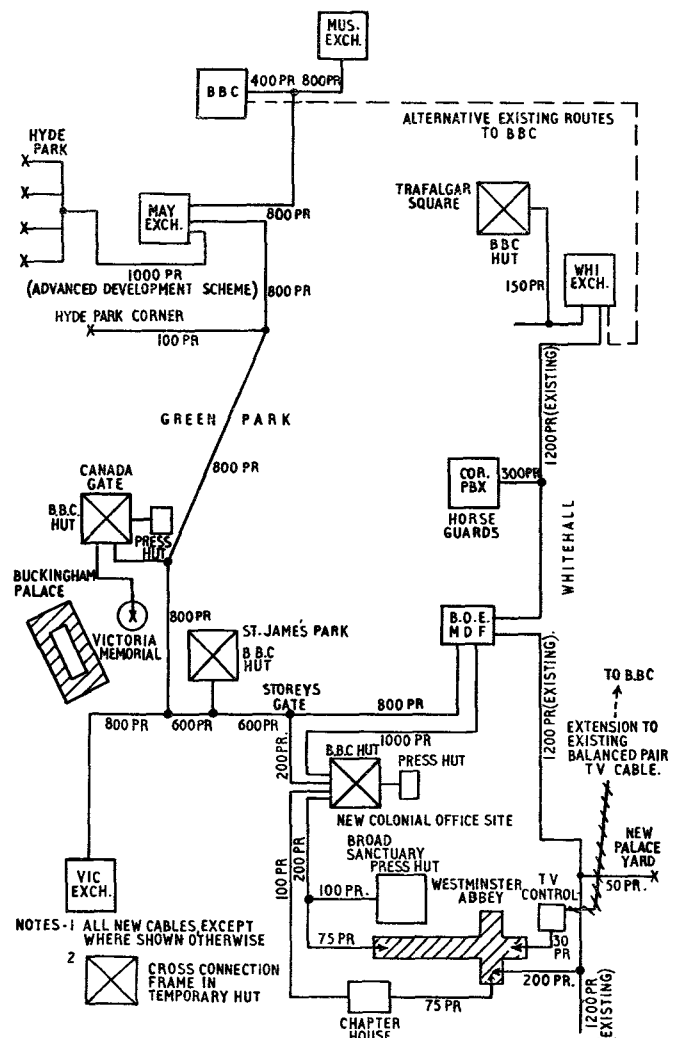 MUS.
EXCH.
400 PR 800PR
BBC
ALTERNATIVE EXISTING ROUTES
TO BBC
HYDE
PARK
X
X
X
X
MAY
EXCH.
800 PR
TRAFALGAR
SQUARE
BBC
HUT
WHI
EXCH.
150PR
1000 PR
(ADVANCED DEVELOPMENT SCHEME)
800 PR
HYDE PARK CORNER
X
100 PR
1200 PR(EXISTING)
GREEN PARK
800 PR
COR.
PBX
300PR
HORSE
GUARDS
WHITEHALL
CANADA
GATE
B.B.C.
HUT
PRESS
HUT
BUCKINGHAM
PALACE
X
VICTORIA
MEMORIAL
800PR
ST. JAME'S PARK
B B.C
HUT
B.O.E.
M D F
STOREYS
GATE
800 PR
800 PR
600PR
600PR
1200 PR(EXISTING).
TO B.B.C
EXTENSION TO
EXISTING
BALANCED PAIR
T V CABLE.
200 PR.
1000 PR
B.B.C HUT
PRESS HUT
NEW COLONIAL OFFICE SITE
100 PR
200 PR
BROAD
SANCTUARY
PRESS HUT
100 PR.
WESTMINSTER
ABBEY
T V
CONTROL
NEW
PALACE
YARD
50 PR.
X
VIC
EXCH.
NOTES-1 ALL NEW CABLES, EXCEPT
WHERE SHOWN OTHERWISE
2
CROSS CONNECTION
FRAME IN
TEMPORARY HUT
75 PR
30
PR
200 PR.
75 PR
CHAPTER
HOUSE
1200 PR
(EXISTING)